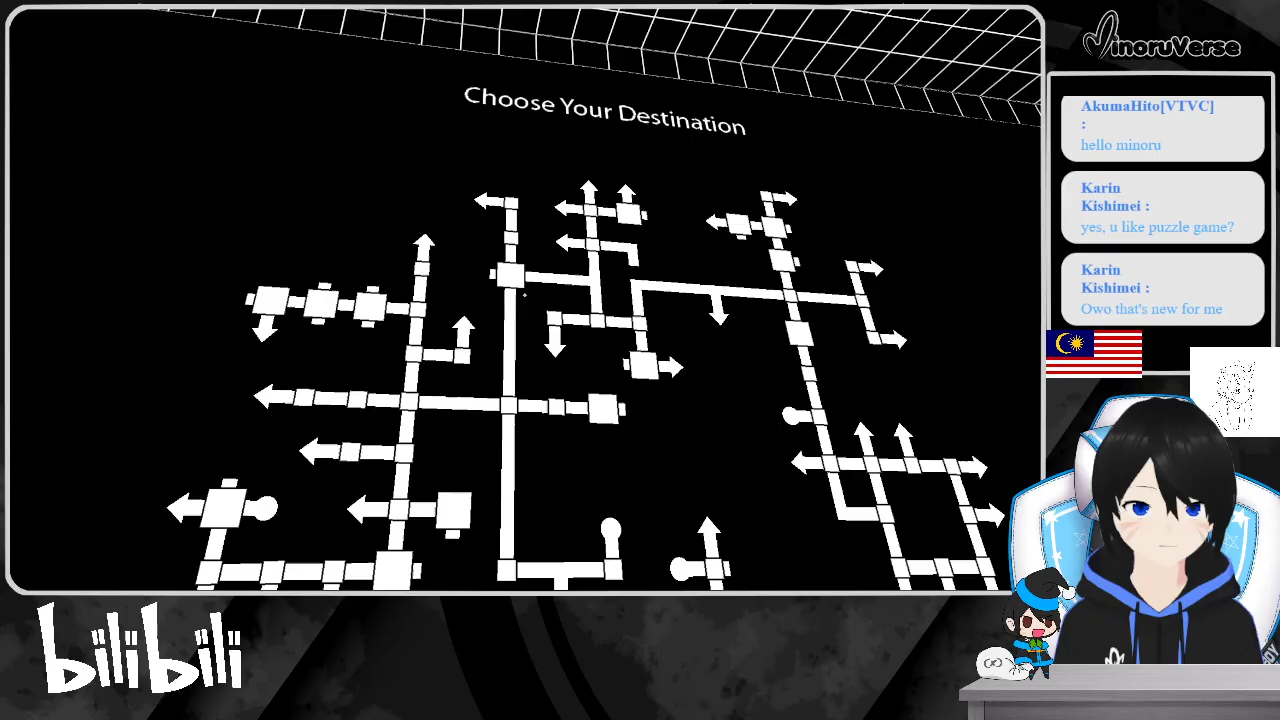 Choose Your Destination
MinoruVerse
AkumaHito[VTVC]
:
hello minoru
Karin
Kishimei :
yes, u like puzzle game?
Karin
Kishimei :
Owo that's new for me
bilibili